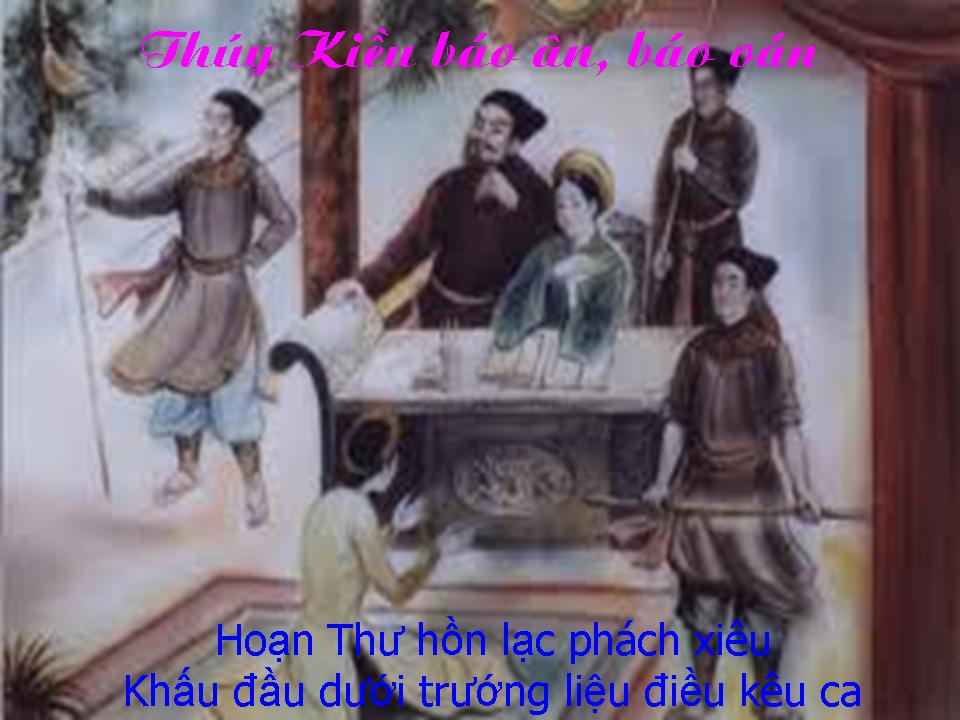 Thúy Kiều báo ân, báo oán
Hoạn Thư hồn lạc phách xiêu
Khấu đầu dưới trướng liệu điều kêu ca